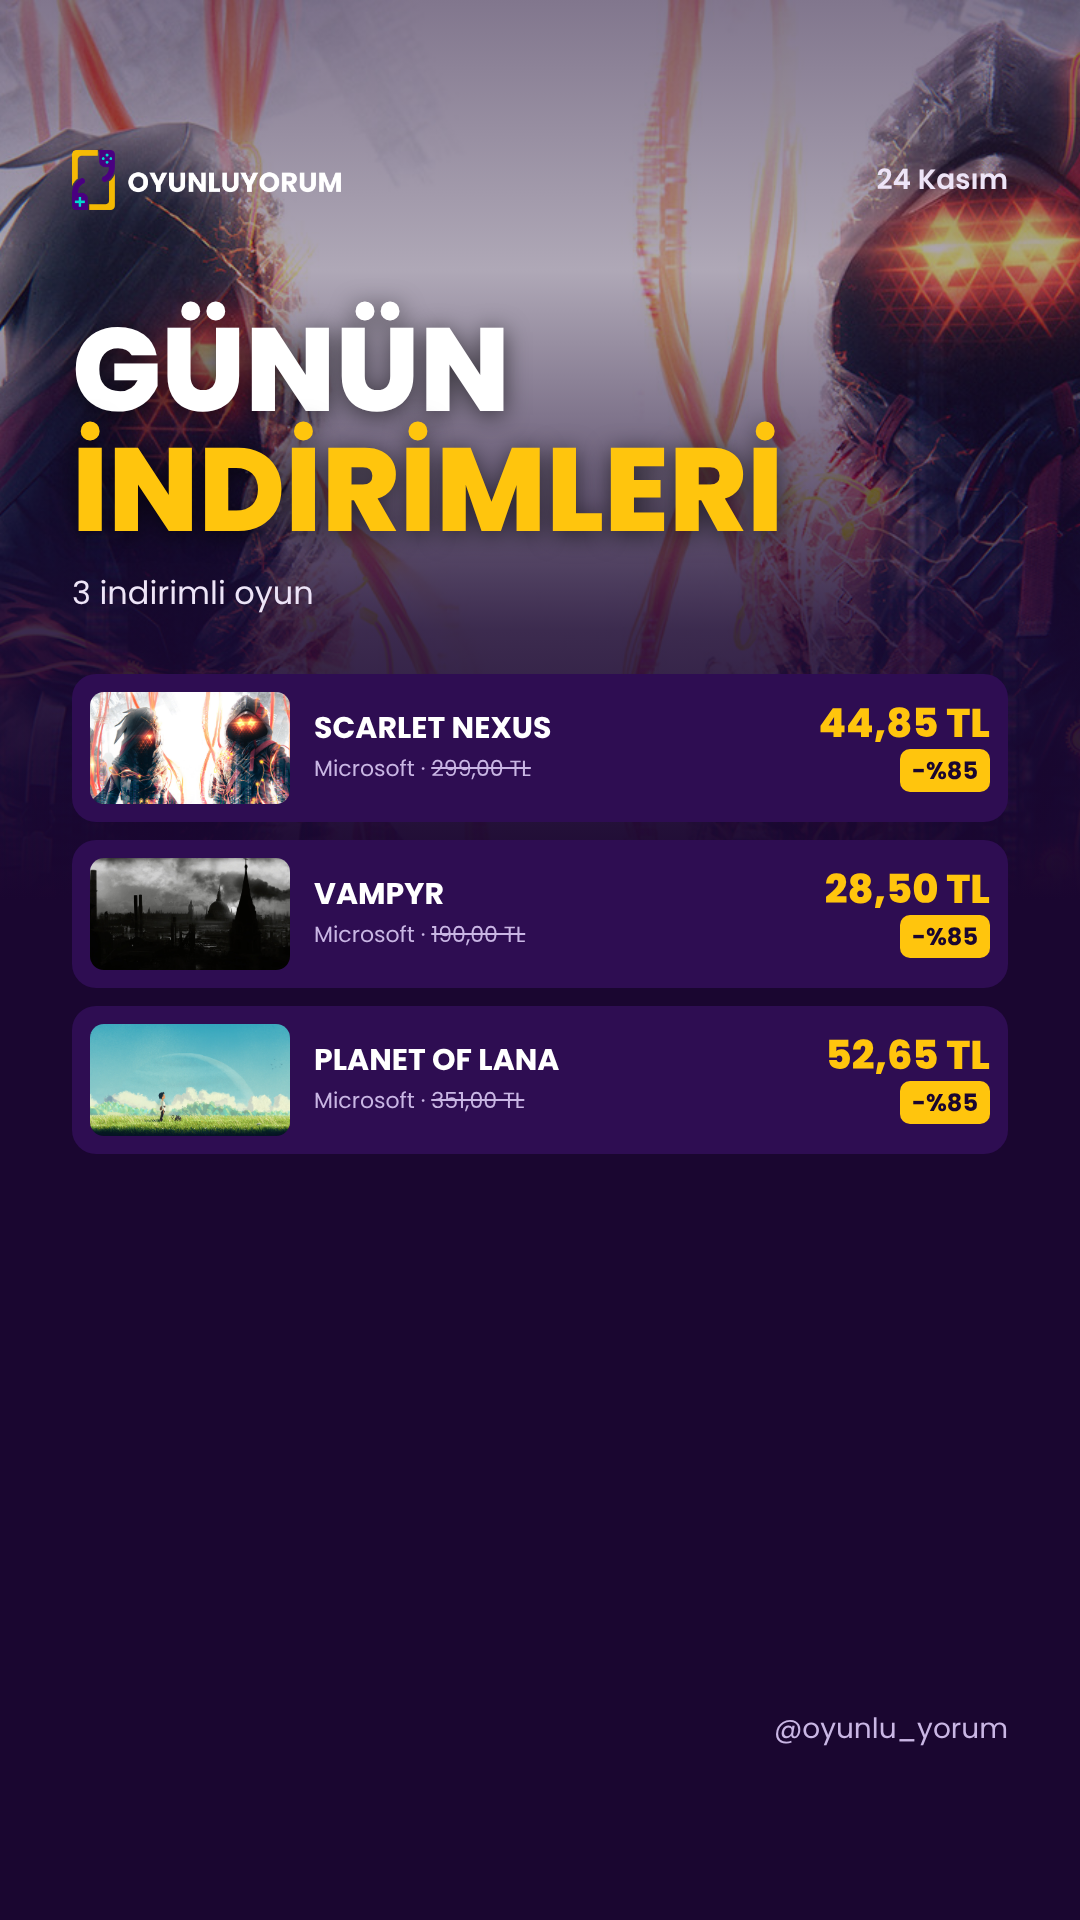 OYUNLUYORUM
24 Kasım
GÜNÜN
İNDİRİMLERİ
3 indirimli oyun
SCARLET NEXUS
Microsoft · 299,00 TL
44,85 TL
-%85
VAMPYR
Microsoft · 190,00 TL
28,50 TL
-%85
PLANET OF LANA
Microsoft · 351,00 TL
52,65 TL
-%85
@oyunlu_yorum